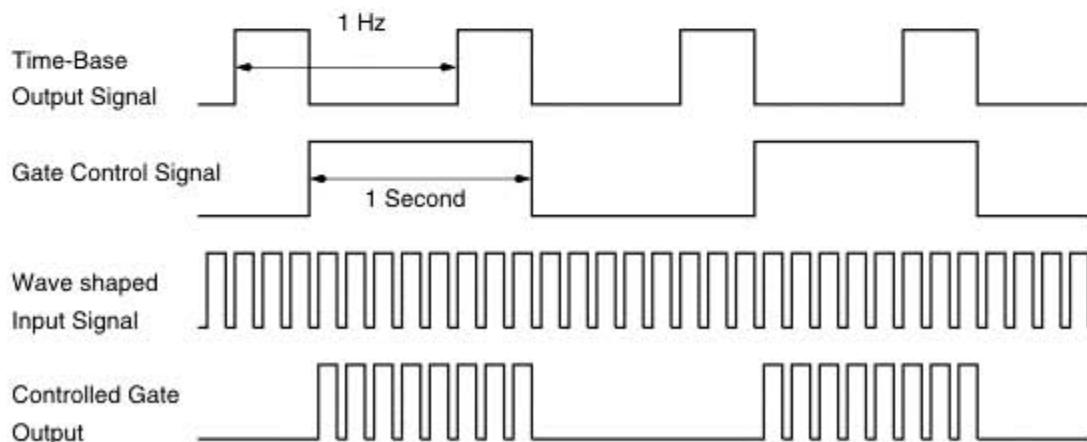 1 Hz
Time-Base
Output Signal
Gate Control Signal
1 Second
Wave shaped
Input Signal
Controlled Gate
Output